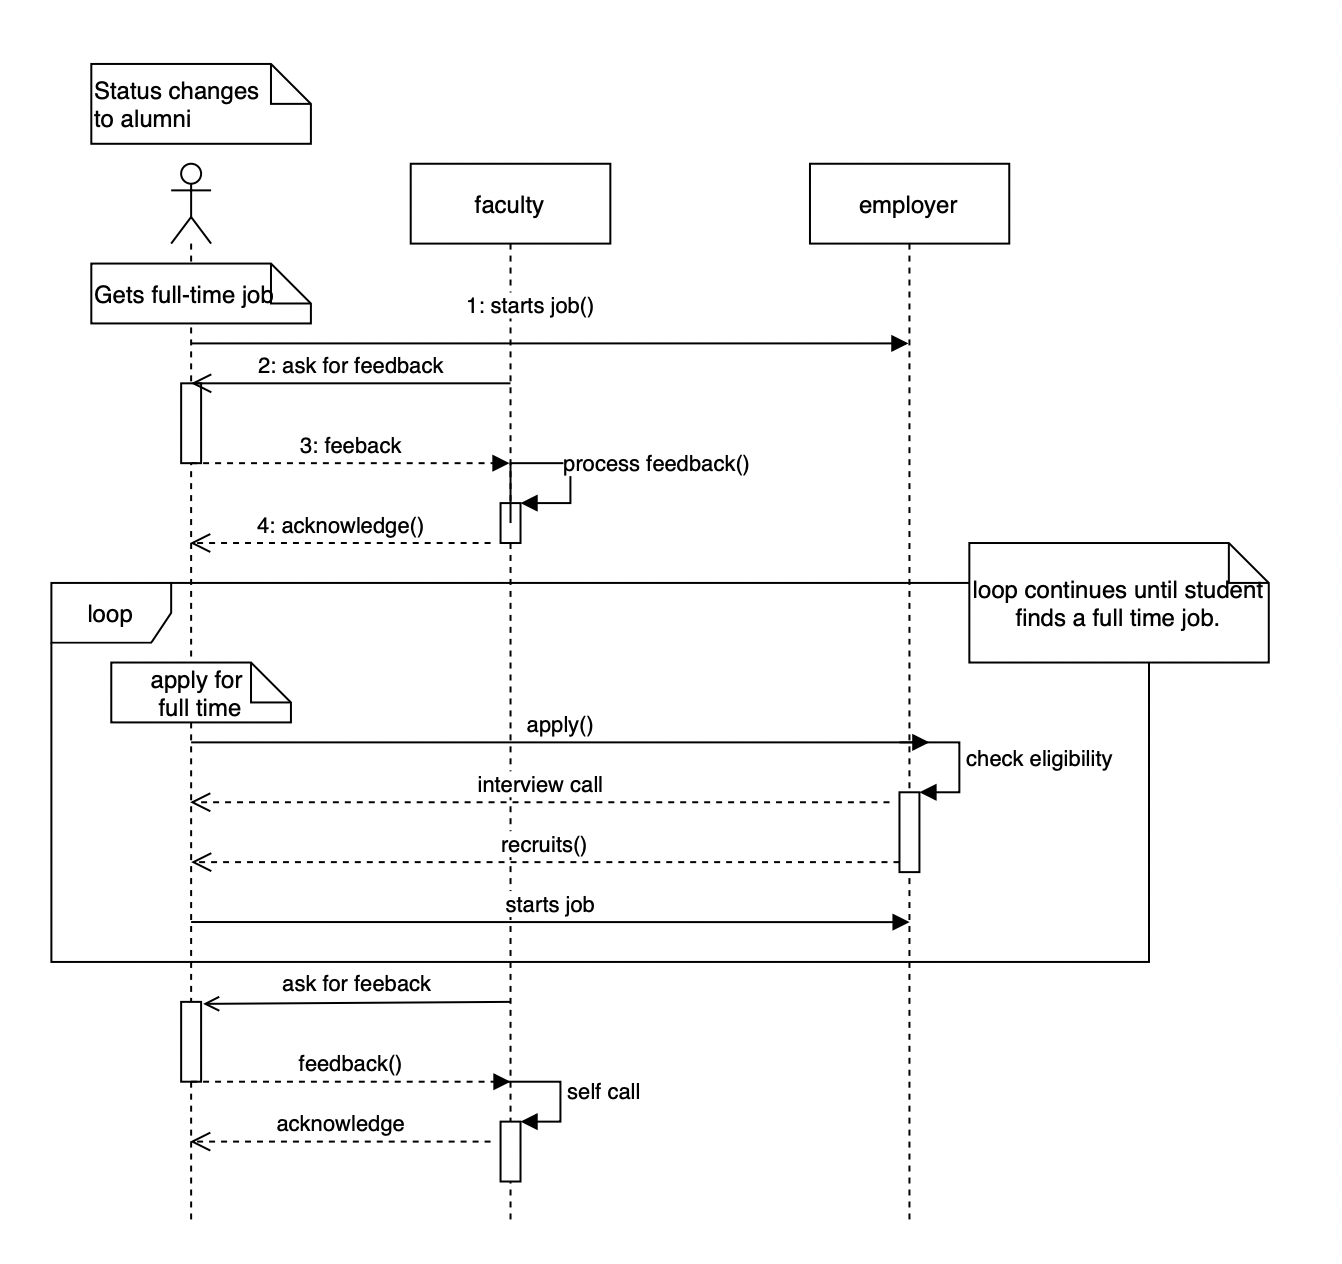 Status changes
to alumni
faculty
employer
Gets full-time job
1: starts job()
2: ask for feedback
3: feeback
process feedback()
4: acknowledge()
loop
loop continues until student
finds a full time job.
apply for
full time
apply()
check eligibility
interview call
recruits()
starts job
ask for feeback
feedback()
self call
acknowledge